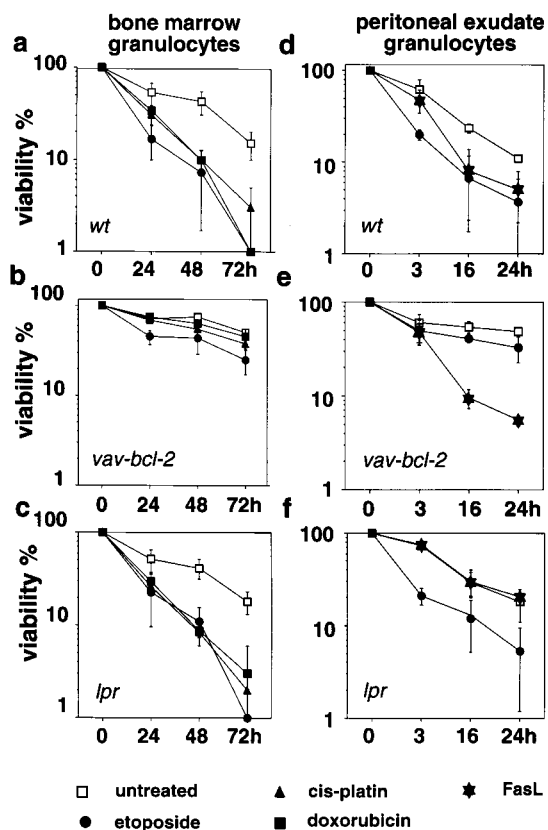 bone marrow
granulocytes
peritoneal exudate
granulocytes
a
viability %
100
10
1
wt
0 24 48 72h
d
100
10
1
wt
0 3 16 24h
b
viability %
100
10
1
vav-bcl-2
0 24 48 72h
e
100
10
1
vav-bcl-2
0 3 16 24h
c
viability %
100
10
1
lpr
0 24 48 72h
f
100
10
1
lpr
0 3 16 24h
untreated
cis-platin
FasL
etoposide
doxorubicin